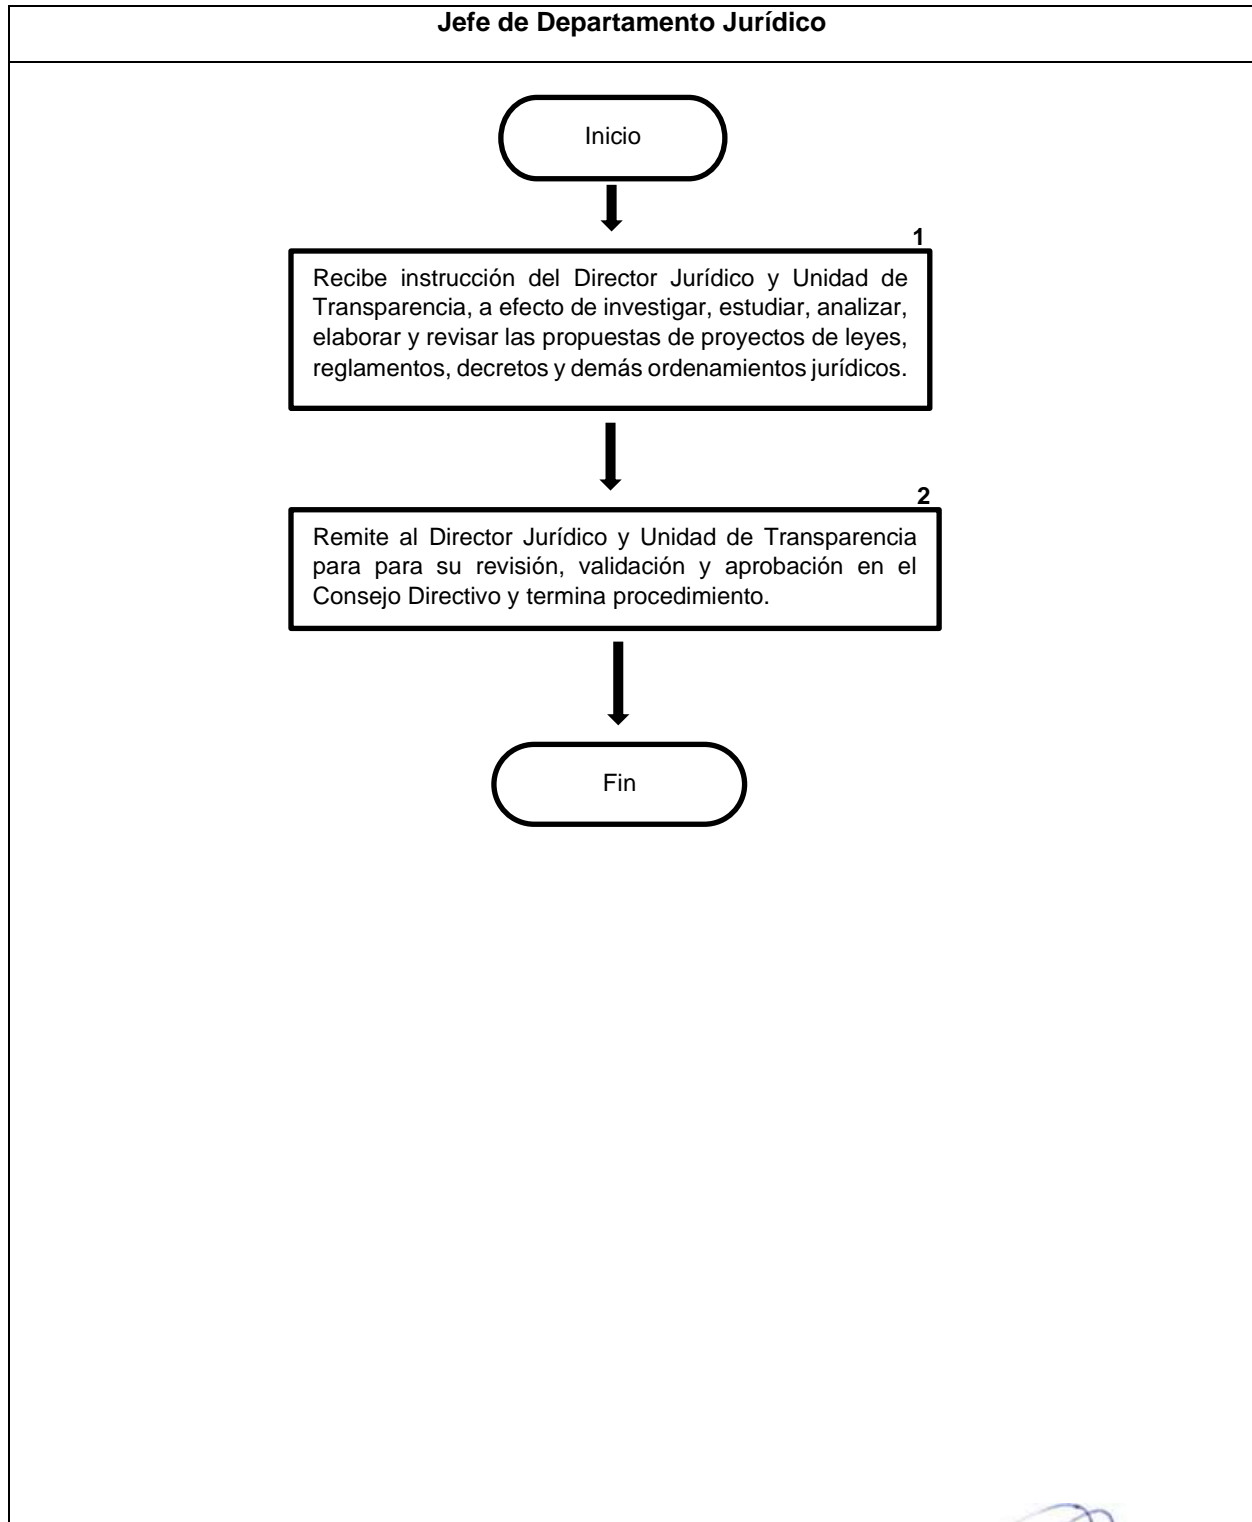 Jefe de Departamento Jurídico
Inicio
1
Recibe instrucción del Director Jurídico y Unidad de
Transparencia, a efecto de investigar, estudiar, analizar,
elaborar y revisar las propuestas de proyectos de leyes,
reglamentos, decretos y demás ordenamientos jurídicos.
2
Remite al Director Jurídico y Unidad de Transparencia
para para su revisión, validación y aprobación en el
Consejo Directivo y termina procedimiento.
Fin